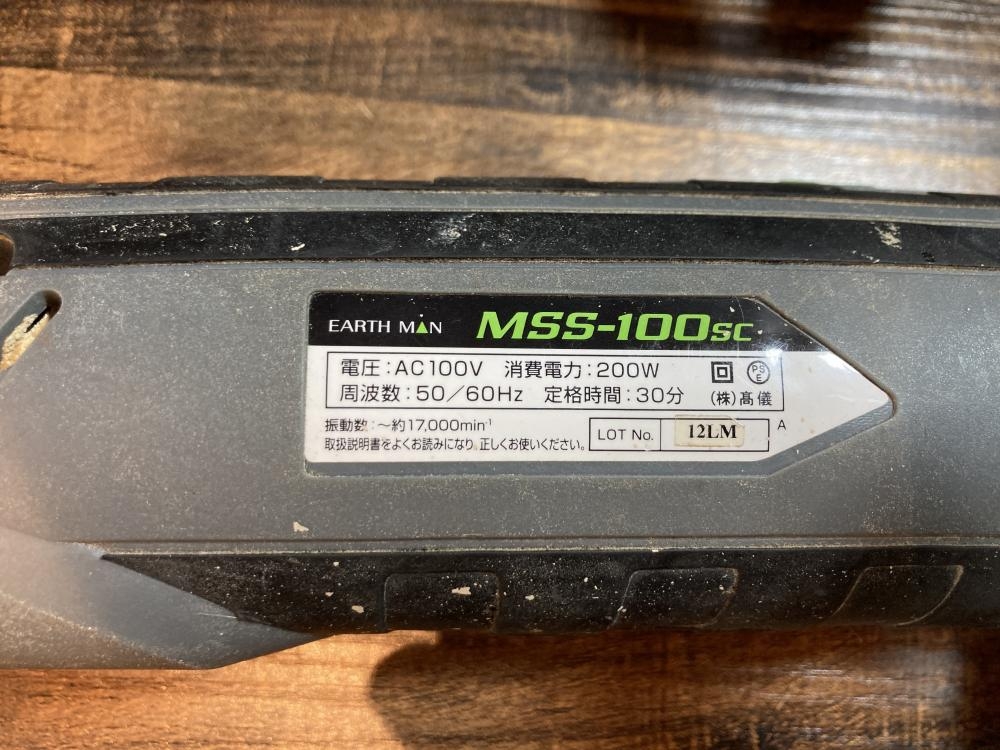 EARTH MAN MSS-100SC
電圧:AC100V 消費電力:200W
周波数:50/60Hz 定格時間:30分
PSE
(株)髙儀
振動数:~約17,000min⁻¹
取扱説明書をよくお読みになり、正しくお使いください。
LOT No. 12LM A